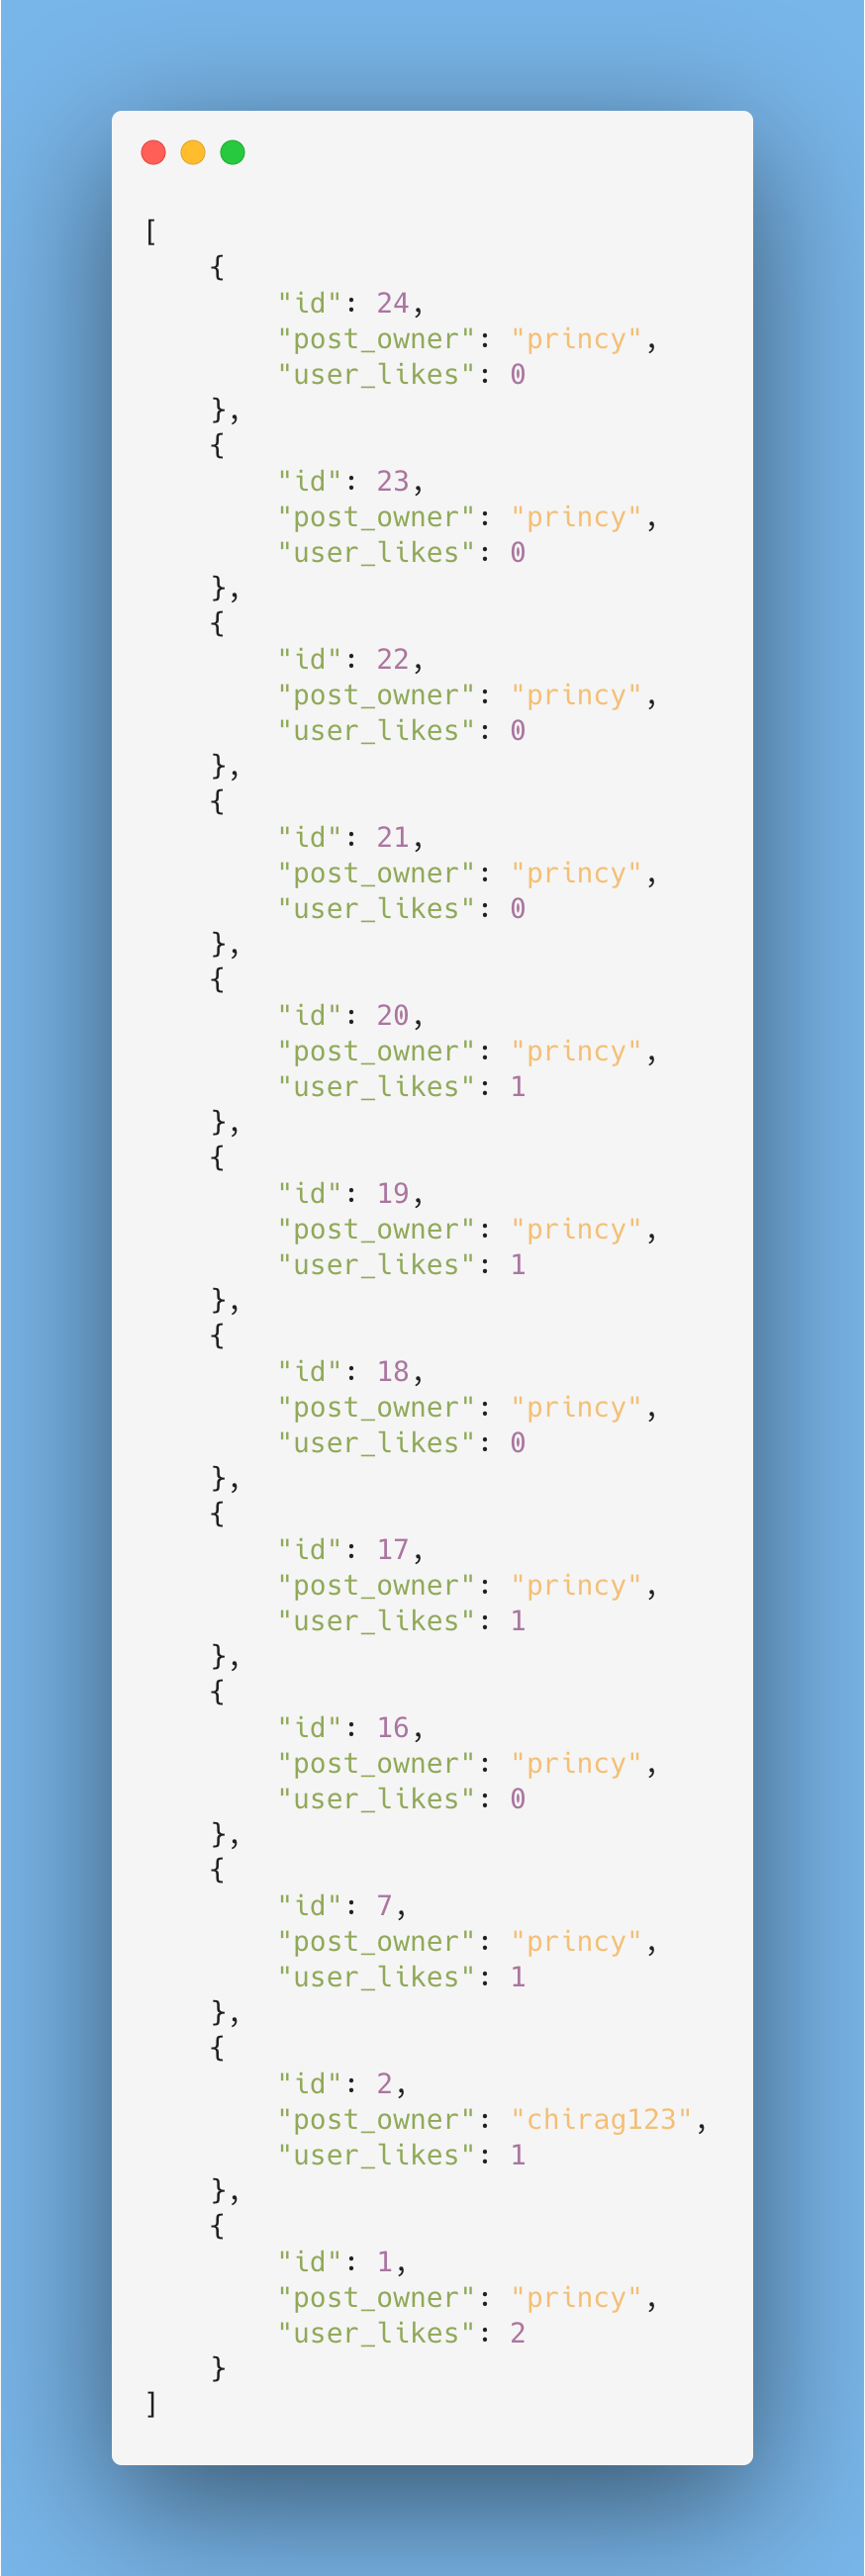 [
    {
        "id": 24,
        "post_owner": "princy",
        "user_likes": 0
    },
    {
        "id": 23,
        "post_owner": "princy",
        "user_likes": 0
    },
    {
        "id": 22,
        "post_owner": "princy",
        "user_likes": 0
    },
    {
        "id": 21,
        "post_owner": "princy",
        "user_likes": 0
    },
    {
        "id": 20,
        "post_owner": "princy",
        "user_likes": 1
    },
    {
        "id": 19,
        "post_owner": "princy",
        "user_likes": 1
    },
    {
        "id": 18,
        "post_owner": "princy",
        "user_likes": 0
    },
    {
        "id": 17,
        "post_owner": "princy",
        "user_likes": 1
    },
    {
        "id": 16,
        "post_owner": "princy",
        "user_likes": 0
    },
    {
        "id": 7,
        "post_owner": "princy",
        "user_likes": 1
    },
    {
        "id": 2,
        "post_owner": "chirag123",
        "user_likes": 1
    },
    {
        "id": 1,
        "post_owner": "princy",
        "user_likes": 2
    }
]